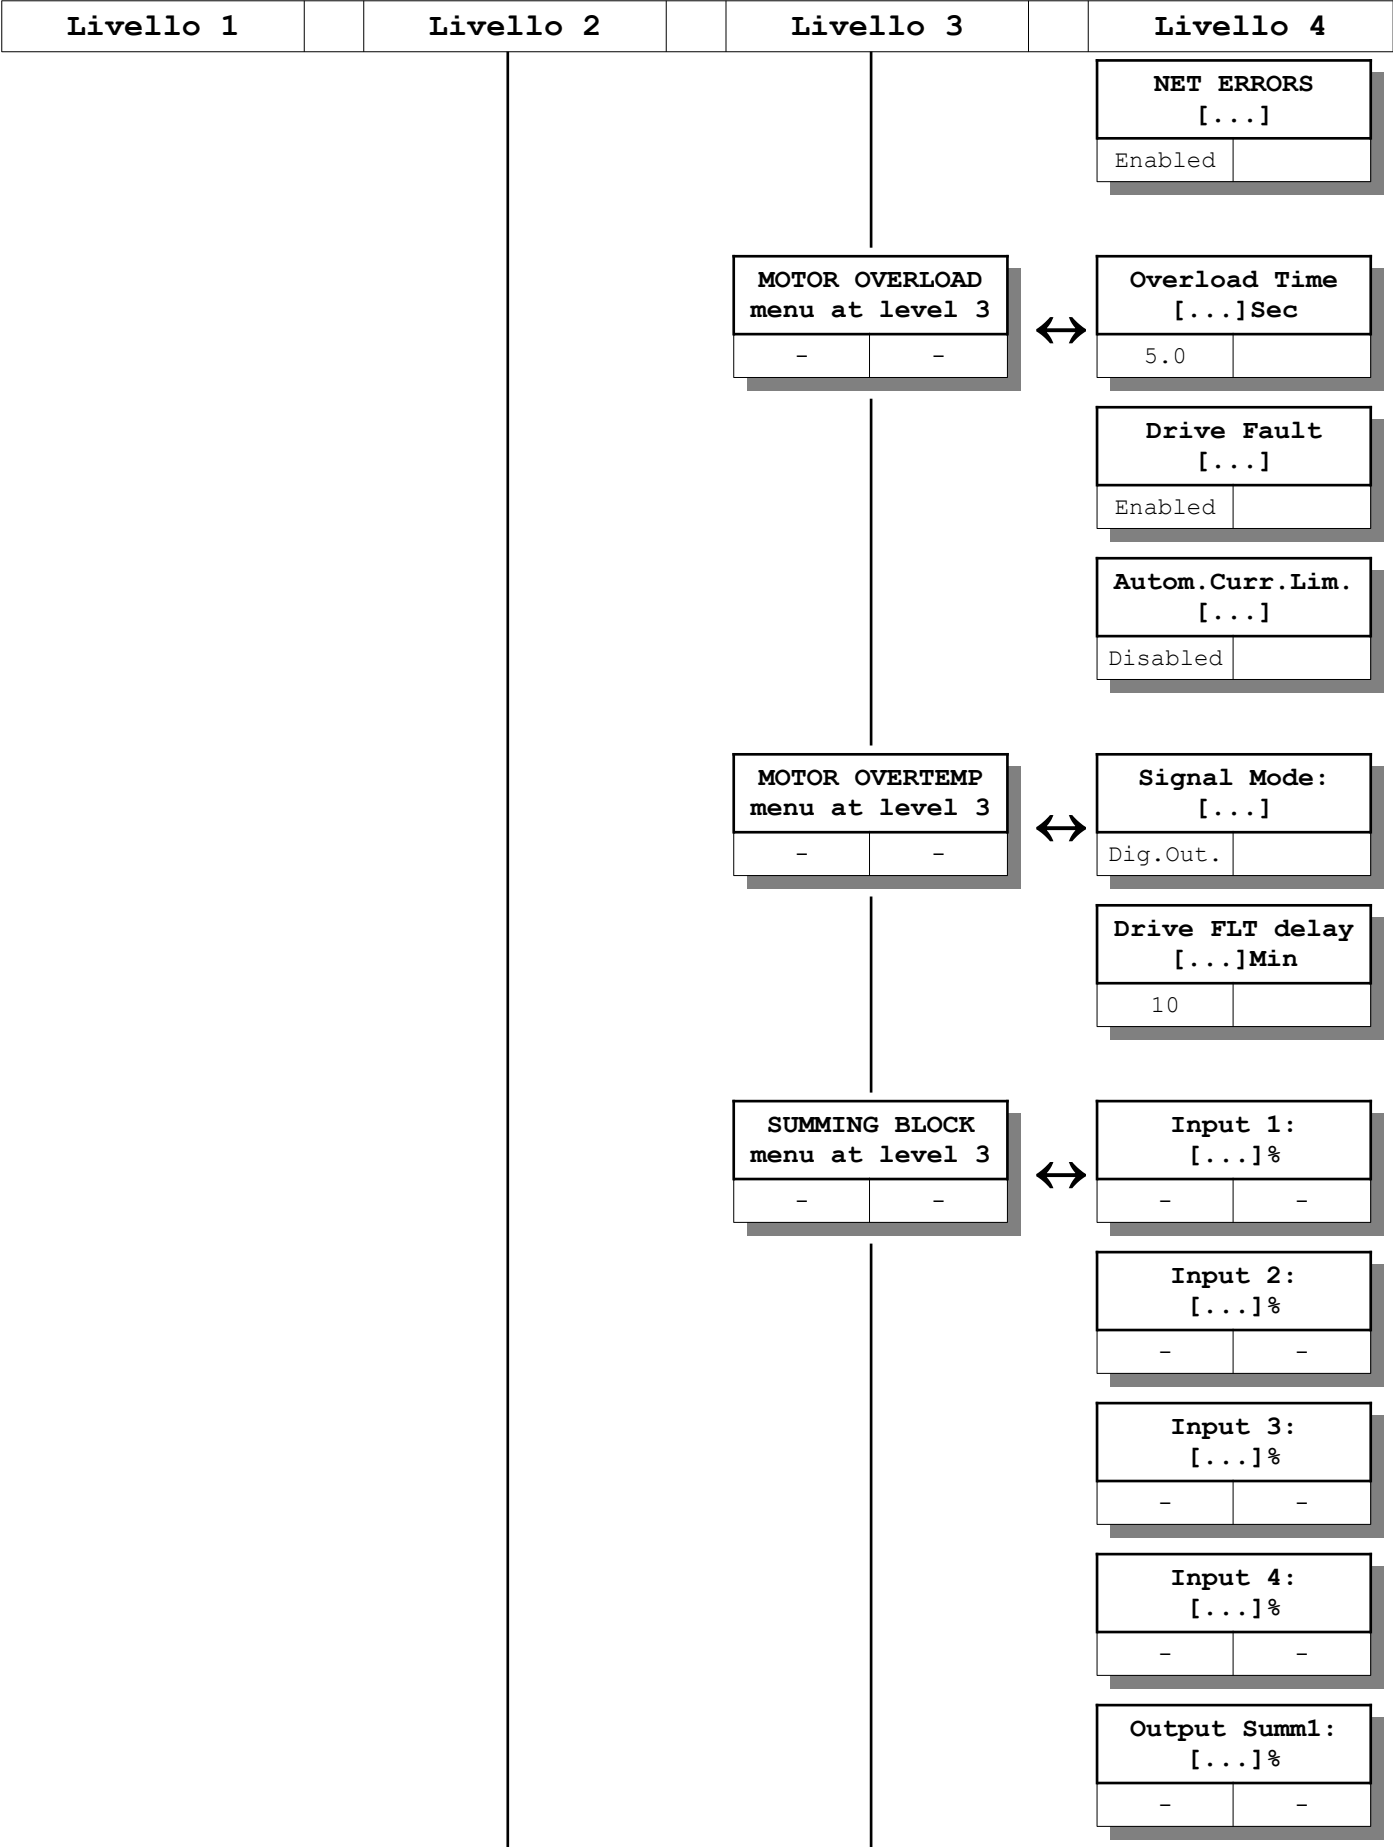 Livello 1 Livello 2 Livello 3 Livello 4
NET ERRORS
[...]
Enabled
MOTOR OVERLOAD
menu at level 3
- -
Overload Time
[...]Sec
5.0
Drive Fault
[...]
Enabled
Autom.Curr.Lim.
[...]
Disabled
MOTOR OVERTEMP
menu at level 3
- -
Signal Mode:
[...]
Dig.Out.
Drive FLT delay
[...]Min
10
SUMMING BLOCK
menu at level 3
- -
Input 1:
[...]%
- -
Input 2:
[...]%
- -
Input 3:
[...]%
- -
Input 4:
[...]%
- -
Output Summ1:
[...]%
- -